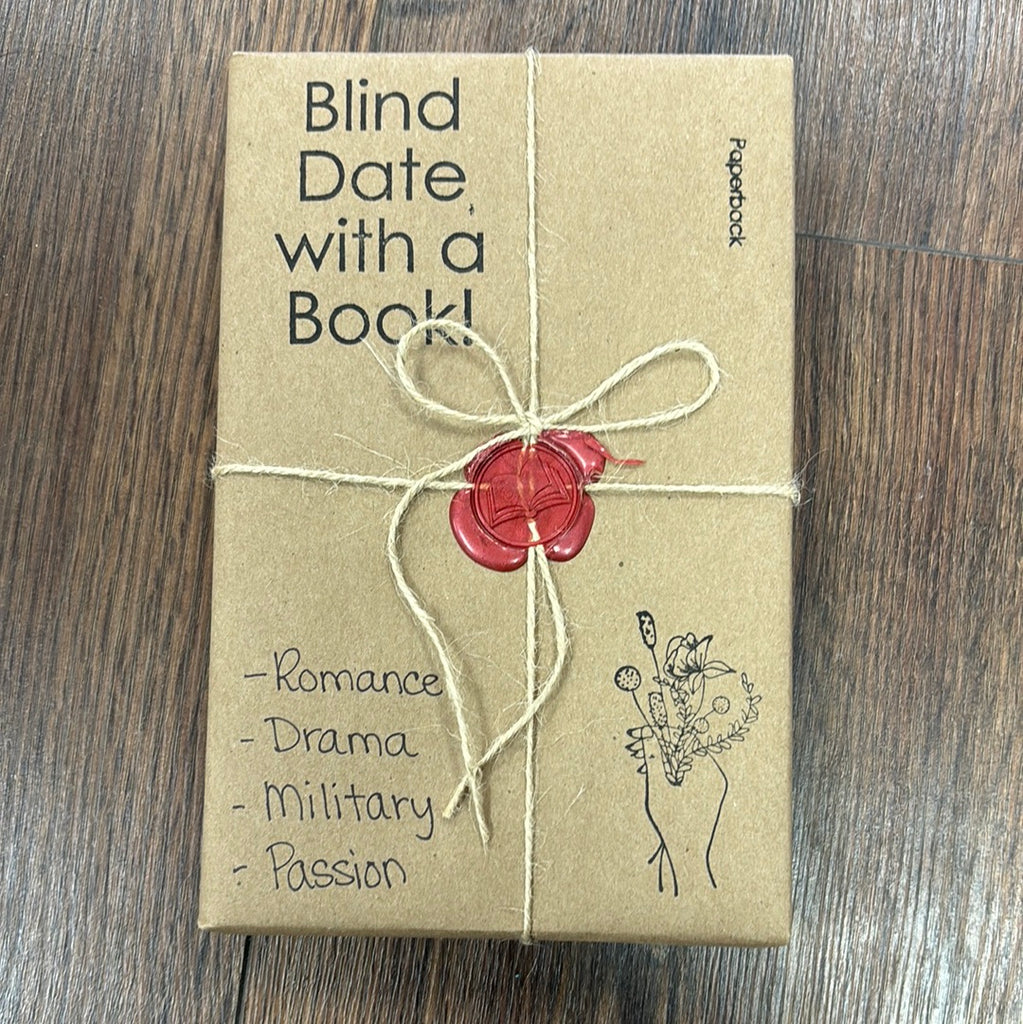 Blind
Date
with a
Book!
Paperback
- Romance
- Drama
- Military
- Passion